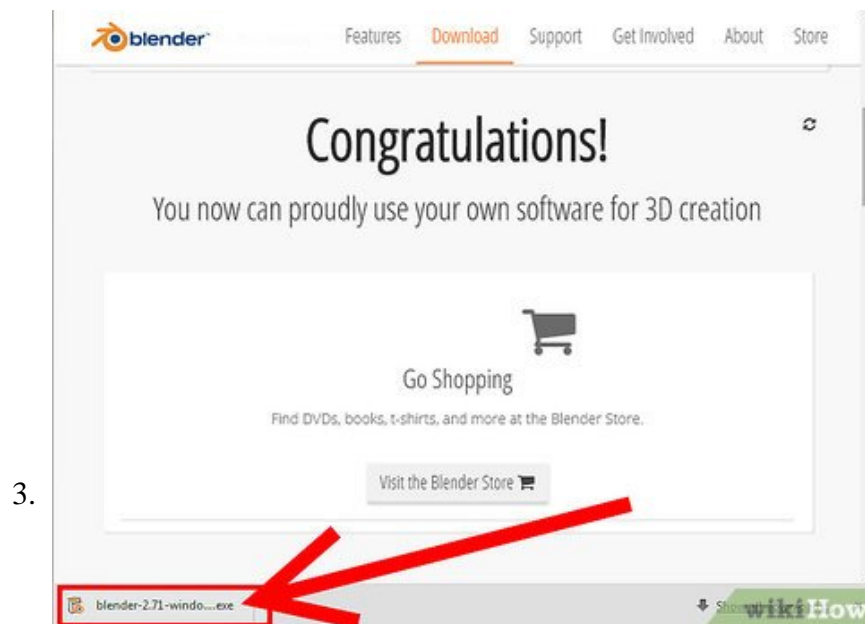 blender
Features Download Support Get Involved About Store
Congratulations!
You now can proudly use your own software for 3D creation
Go Shopping
Find DVDs, books, t-shirts, and more at the Blender Store.
Visit the Blender Store
3.
blender-2.71-windo....exe
wikiHow